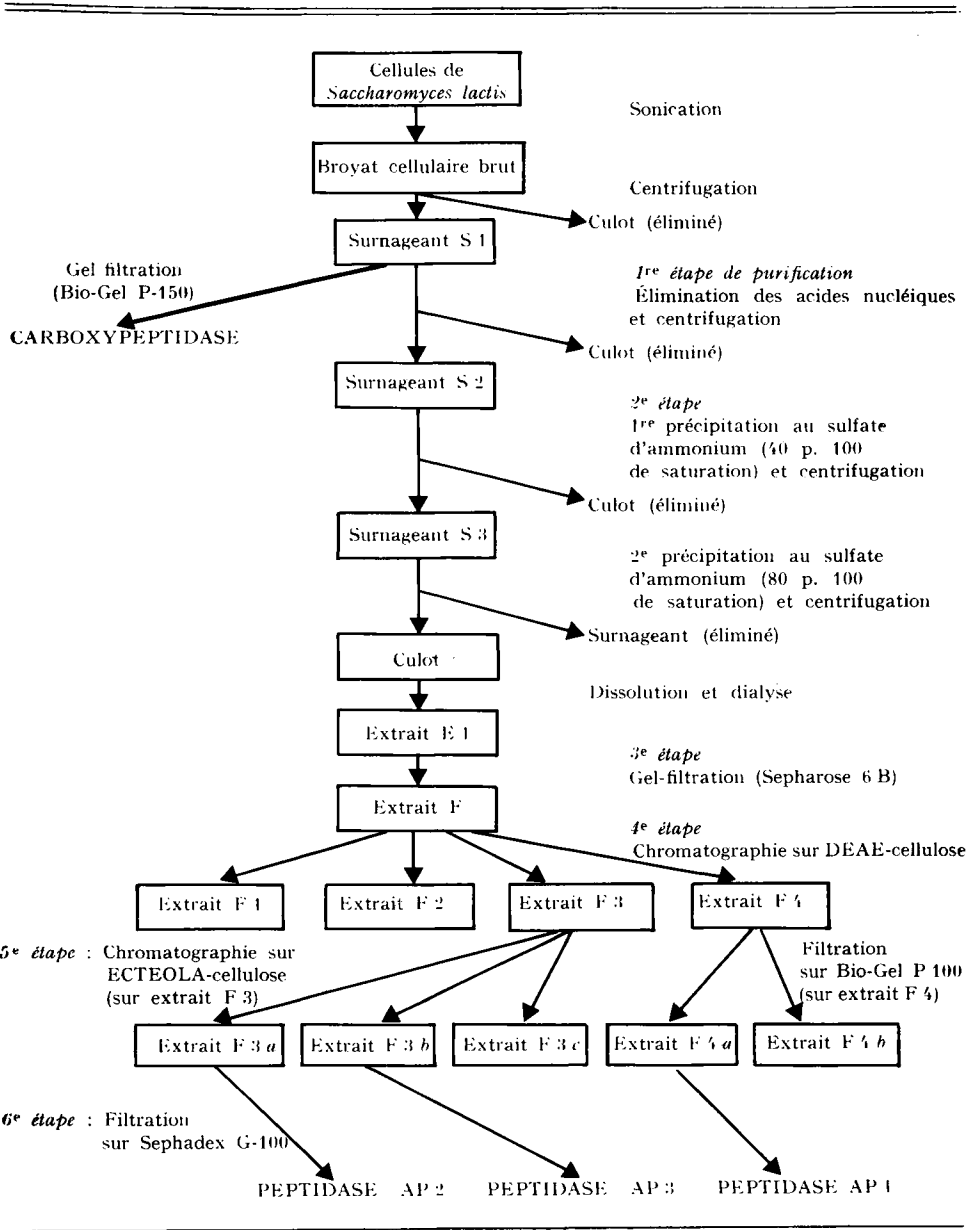 Cellules de
Saccharomyces lactis
Sonication
Broyat cellulaire brut
Centrifugation
Culot (éliminé)
Surnageant S 1
Gel filtration
(Bio-Gel P-150)
CARBOXYPEPTIDASE
1re étape de purification
Élimination des acides nucléiques
et centrifugation
Culot (éliminé)
Surnageant S 2
2e étape
1re précipitation au sulfate
d'ammonium (40 p. 100
de saturation) et centrifugation
Culot (éliminé)
Surnageant S 3
2e précipitation au sulfate
d'ammonium (80 p. 100
de saturation) et centrifugation
Surnageant (éliminé)
Culot
Dissolution et dialyse
Extrait E 1
3e étape
Gel-filtration (Sepharose 6 B)
Extrait F
4e étape
Chromatographie sur DEAE-cellulose
Extrait F 1
Extrait F 2
Extrait F 3
Extrait F 4
5e étape : Chromatographie sur
ECTEOLA-cellulose
(sur extrait F 3)
Filtration
sur Bio-Gel P 100
(sur extrait F 4)
Extrait F 3 a
Extrait F 3 b
Extrait F 3 c
Extrait F 4 a
Extrait F 4 b
6e étape : Filtration
sur Sephadex G-100
PEPTIDASE AP 2
PEPTIDASE AP 3
PEPTIDASE AP 1